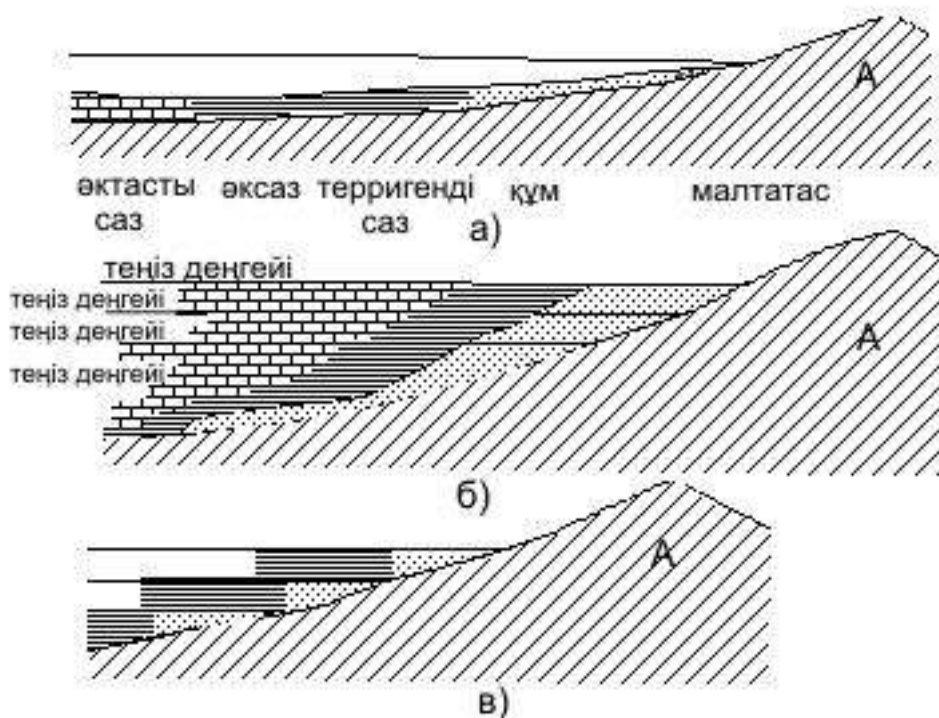 А
әктасты әксаз терригенді құм малтатас
саз саз
а)
теңіз деңгейі
теңіз деңгейі
теңіз деңгейі
теңіз деңгейі
А
б)
А
в)